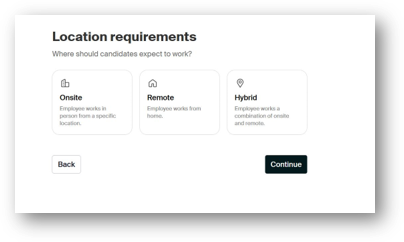 Location requirements
Where should candidates expect to work?
Onsite
Employee works in
person from a specific
location.
Remote
Employee works from
home.
Hybrid
Employee works a
combination of onsite
and remote.
Back
Continue